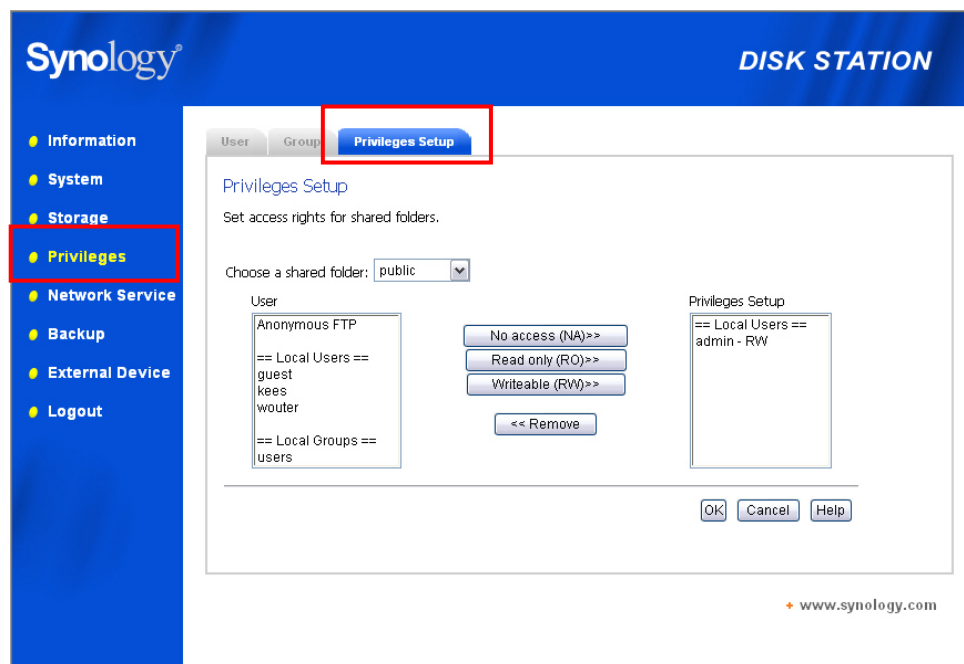 Synology®
DISK STATION
Information
System
Storage
Privileges
Network Service
Backup
External Device
Logout
User
Group
Privileges Setup
Privileges Setup
Set access rights for shared folders.
Choose a shared folder: public
User
Anonymous FTP
== Local Users ==
guest
kees
wouter
== Local Groups ==
users
No access (NA)>>
Read only (RO)>>
Writeable (RW)>>
<< Remove
Privileges Setup
== Local Users ==
admin - RW
OK
Cancel
Help
www.synology.com